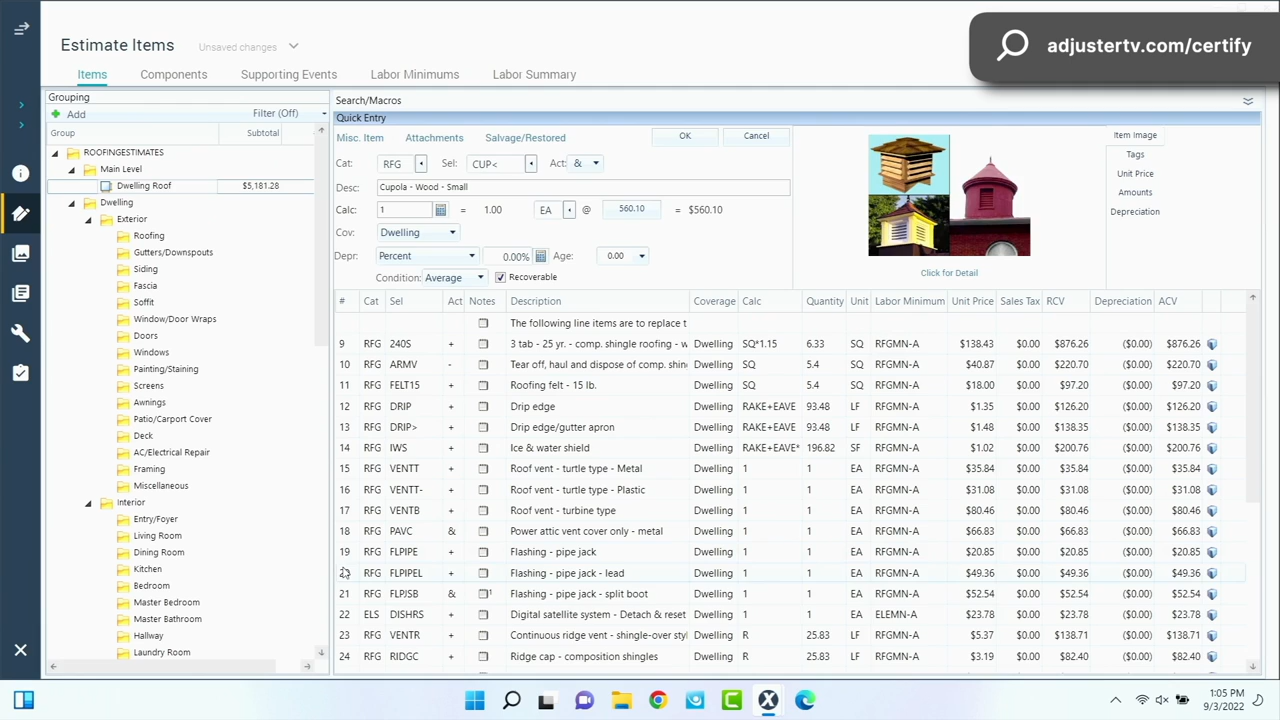 adjustertv.com/certify
Estimate Items Unsaved changes
Items Components Supporting Events Labor Minimums Labor Summary
Grouping
Add Filter (Off)
Group Subtotal
ROOFINGESTIMATES
Main Level
Dwelling Roof $5,181.28
Dwelling
Exterior
Roofing
Gutters/Downspouts
Siding
Fascia
Soffit
Window/Door Wraps
Doors
Windows
Painting/Staining
Screens
Awnings
Patio/Carport Cover
Deck
AC/Electrical Repair
Framing
Miscellaneous
Interior
Entry/Foyer
Living Room
Dining Room
Kitchen
Bedroom
Master Bedroom
Master Bathroom
Hallway
Laundry Room
Search/Macros
Quick Entry
Misc. Item Attachments Salvage/Restored OK Cancel
Cat: RFG Sel: CUP< Act: &
Desc: Cupola - Wood - Small
Calc: 1 = 1.00 EA @ 560.10 = $560.10
Cov: Dwelling
Depr: Percent 0.00% Age: 0.00
Condition: Average Recoverable
Click for Detail
Item Image
Tags
Unit Price
Amounts
Depreciation
# Cat Sel Act Notes Description Coverage Calc Quantity Unit Labor Minimum Unit Price Sales Tax RCV Depreciation ACV
The following line items are to replace t
9 RFG 240S + 3 tab - 25 yr. - comp. shingle roofing - w Dwelling SQ*1.15 6.33 SQ RFGMN-A $138.43 $0.00 $876.26 ($0.00) $876.26
10 RFG ARMV - Tear off, haul and dispose of comp. shin Dwelling SQ 5.4 SQ RFGMN-A $40.87 $0.00 $220.70 ($0.00) $220.70
11 RFG FELT15 + Roofing felt - 15 lb. Dwelling SQ 5.4 SQ RFGMN-A $18.00 $0.00 $97.20 ($0.00) $97.20
12 RFG DRIP + Drip edge Dwelling RAKE+EAVE 93.48 LF RFGMN-A $1.35 $0.00 $126.20 ($0.00) $126.20
13 RFG DRIP> + Drip edge/gutter apron Dwelling RAKE+EAVE 93.48 LF RFGMN-A $1.48 $0.00 $138.35 ($0.00) $138.35
14 RFG IWS + Ice & water shield Dwelling RAKE+EAVE* 196.82 SF RFGMN-A $1.02 $0.00 $200.76 ($0.00) $200.76
15 RFG VENTT + Roof vent - turtle type - Metal Dwelling 1 1 EA RFGMN-A $35.84 $0.00 $35.84 ($0.00) $35.84
16 RFG VENTT- + Roof vent - turtle type - Plastic Dwelling 1 1 EA RFGMN-A $31.08 $0.00 $31.08 ($0.00) $31.08
17 RFG VENTB + Roof vent - turbine type Dwelling 1 1 EA RFGMN-A $80.46 $0.00 $80.46 ($0.00) $80.46
18 RFG PAVC & Power attic vent cover only - metal Dwelling 1 1 EA RFGMN-A $66.83 $0.00 $66.83 ($0.00) $66.83
19 RFG FLPIPE + Flashing - pipe jack Dwelling 1 1 EA RFGMN-A $20.85 $0.00 $20.85 ($0.00) $20.85
RFG FLPIPEL + Flashing - pipe jack - lead Dwelling 1 1 EA RFGMN-A $49.36 $0.00 $49.36 ($0.00) $49.36
21 RFG FLPJSB & 1 Flashing - pipe jack - split boot Dwelling 1 1 EA RFGMN-A $52.54 $0.00 $52.54 ($0.00) $52.54
22 ELS DISHRS + Digital satellite system - Detach & reset Dwelling 1 1 EA ELEMN-A $23.78 $0.00 $23.78 ($0.00) $23.78
23 RFG VENTR + Continuous ridge vent - shingle-over styl Dwelling R 25.83 LF RFGMN-A $5.37 $0.00 $138.71 ($0.00) $138.71
24 RFG RIDGC + Ridge cap - composition shingles Dwelling R 25.83 LF RFGMN-A $3.19 $0.00 $82.40 ($0.00) $82.40
1:05 PM
9/3/2022